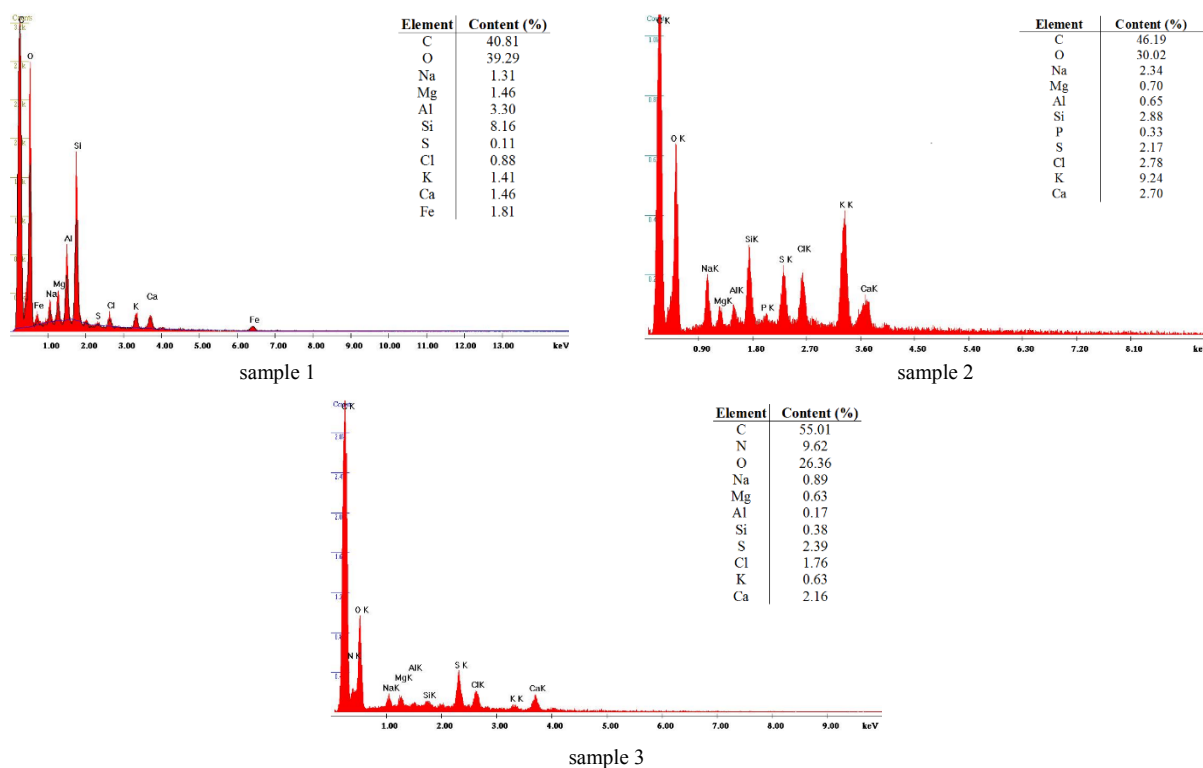 Element Content (%)
C 40.81
O 39.29
Na 1.31
Mg 1.46
Al 3.30
Si 8.16
S 0.11
Cl 0.88
K 1.41
Ca 1.46
Fe 1.81
O
Si
Al
Fe
Na
Mg
S
Cl
K
Ca
Fe
1.00 2.00 3.00 4.00 5.00 6.00 7.00 8.00 9.00 10.00 11.00 12.00 13.00 keV
sample 1
Element Content (%)
C 46.19
O 30.02
Na 2.34
Mg 0.70
Al 0.65
Si 2.88
P 0.33
S 2.17
Cl 2.78
K 9.24
Ca 2.70
C K
O K
NaK
MgK
AlK
SiK
P K
S K
ClK
K K
CaK
0.90 1.80 2.70 3.60 4.50 5.40 6.30 7.20 8.10 ke
sample 2
Element Content (%)
C 55.01
N 9.62
O 26.36
Na 0.89
Mg 0.63
Al 0.17
Si 0.38
S 2.39
Cl 1.76
K 0.63
Ca 2.16
C K
N K
O K
NaK
MgK
AlK
SiK
S K
ClK
K K
CaK
1.00 2.00 3.00 4.00 5.00 6.00 7.00 8.00 9.00 keV
sample 3